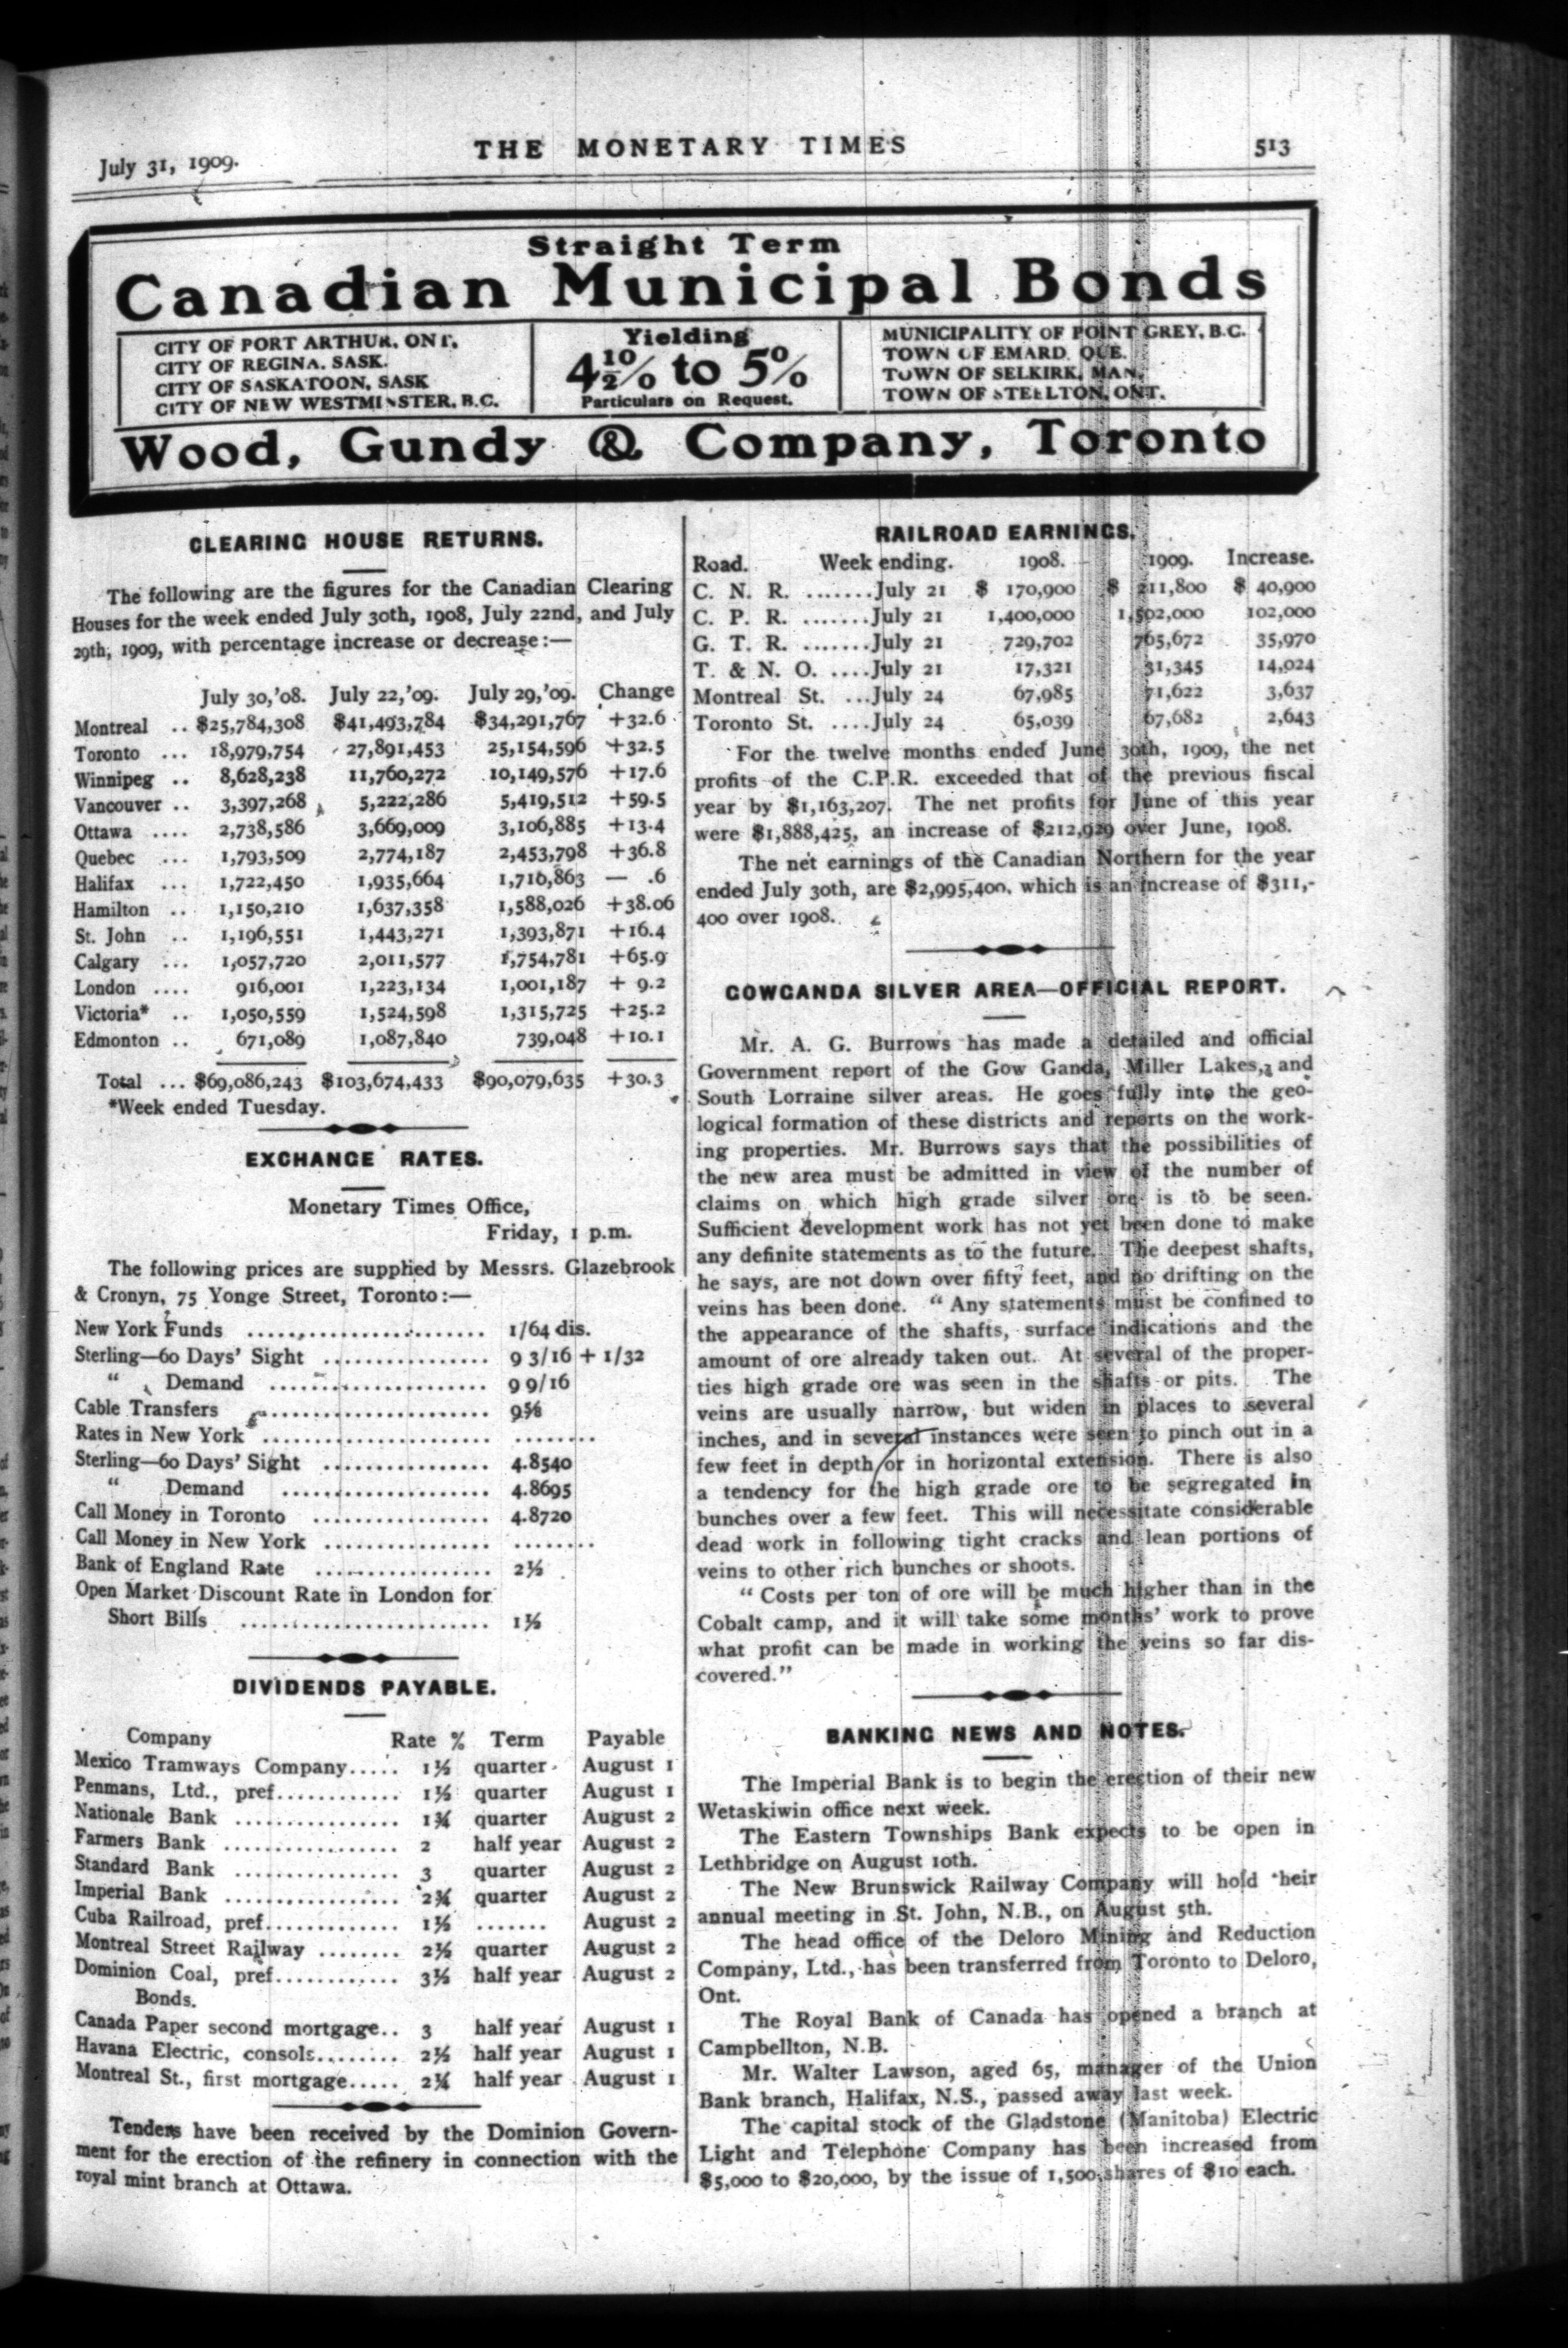 July 31, 1909.
THE MONETARY TIMES
513
Straight Term
Canadian Municipal Bonds
CITY OF PORT ARTHUR, ONT.
CITY OF REGINA, SASK.
CITY OF SASKATOON, SASK
CITY OF NEW WESTMINSTER, B.C.
Yielding
4½% to 5%
Particulars on Request.
MUNICIPALITY OF POINT GREY, B.C.
TOWN OF EMARD, QUE.
TOWN OF SELKIRK, MAN.
TOWN OF STEELTON, ONT.
Wood, Gundy & Company, Toronto
CLEARING HOUSE RETURNS.
The following are the figures for the Canadian Clearing
Houses for the week ended July 30th, 1908, July 22nd, and July
29th, 1909, with percentage increase or decrease:—
July 30,'08. July 22,'09. July 29,'09. Change
Montreal .. $25,784,308 $41,493,784 $34,291,767 +32.6
Toronto ... 18,979,754 27,891,453 25,154,596 +32.5
Winnipeg .. 8,628,238 11,760,272 10,149,576 +17.6
Vancouver .. 3,397,268 5,222,286 5,419,512 +59.5
Ottawa .... 2,738,586 3,669,009 3,106,885 +13.4
Quebec ... 1,793,509 2,774,187 2,453,798 +36.8
Halifax ... 1,722,450 1,935,664 1,710,863 — .6
Hamilton .. 1,150,210 1,637,358 1,588,026 +38.06
St. John .. 1,196,551 1,443,271 1,393,871 +16.4
Calgary ... 1,057,720 2,011,577 1,754,781 +65.9
London .... 916,001 1,223,134 1,001,187 + 9.2
Victoria* .. 1,050,559 1,524,598 1,315,725 +25.2
Edmonton .. 671,089 1,087,840 739,048 +10.1
Total ... $69,086,243 $103,674,433 $90,079,635 +30.3
*Week ended Tuesday.
EXCHANGE RATES.
Monetary Times Office,
Friday, 1 p.m.
The following prices are supplied by Messrs. Glazebrook
& Cronyn, 75 Yonge Street, Toronto:—
New York Funds ........................ 1/64 dis.
Sterling—60 Days' Sight ................ 9 3/16 + 1/32
" Demand ...................... 9 9/16
Cable Transfers ....................... 9⅝
Rates in New York ....................... ........
Sterling—60 Days' Sight ................ 4.8540
" Demand .................... 4.8695
Call Money in Toronto ................. 4.8720
Call Money in New York ................ ........
Bank of England Rate ................. 2½
Open Market Discount Rate in London for
Short Bills ........................ 1½
DIVIDENDS PAYABLE.
Company Rate % Term Payable
Mexico Tramways Company..... 1½ quarter August 1
Penmans, Ltd., pref............ 1½ quarter August 1
Nationale Bank ................ 1¾ quarter August 2
Farmers Bank .................. 2 half year August 2
Standard Bank ................ 3 quarter August 2
Imperial Bank ................. 2¾ quarter August 2
Cuba Railroad, pref............. 1½ ....... August 2
Montreal Street Railway ........ 2½ quarter August 2
Dominion Coal, pref............ 3½ half year August 2
Bonds.
Canada Paper second mortgage.. 3 half year August 1
Havana Electric, consols........ 2½ half year August 1
Montreal St., first mortgage..... 2¼ half year August 1
Tenders have been received by the Dominion Govern-
ment for the erection of the refinery in connection with the
royal mint branch at Ottawa.
RAILROAD EARNINGS.
Road. Week ending. 1908. 1909. Increase.
C. N. R. .......July 21 $ 170,900 $ 211,800 $ 40,900
C. P. R. .......July 21 1,400,000 1,502,000 102,000
G. T. R. .......July 21 729,702 765,672 35,970
T. & N. O. ....July 21 17,321 31,345 14,024
Montreal St. ...July 24 67,985 71,622 3,637
Toronto St. ....July 24 65,039 67,682 2,643
For the twelve months ended June 30th, 1909, the net
profits of the C.P.R. exceeded that of the previous fiscal
year by $1,163,207. The net profits for June of this year
were $1,888,425, an increase of $212,929 over June, 1908.
The net earnings of the Canadian Northern for the year
ended July 30th, are $2,995,400, which is an increase of $311,-
400 over 1908.
GOWGANDA SILVER AREA—OFFICIAL REPORT.
Mr. A. G. Burrows has made a detailed and official
Government report of the Gow Ganda, Miller Lakes, and
South Lorraine silver areas. He goes fully into the geo-
logical formation of these districts and reports on the work-
ing properties. Mr. Burrows says that the possibilities of
the new area must be admitted in view of the number of
claims on which high grade silver ore is to be seen.
Sufficient development work has not yet been done to make
any definite statements as to the future. The deepest shafts,
he says, are not down over fifty feet, and no drifting on the
veins has been done. "Any statements must be confined to
the appearance of the shafts, surface indications and the
amount of ore already taken out. At several of the proper-
ties high grade ore was seen in the shafts or pits. The
veins are usually narrow, but widen in places to several
inches, and in several instances were seen to pinch out in a
few feet in depth or in horizontal extension. There is also
a tendency for the high grade ore to be segregated in
bunches over a few feet. This will necessitate considerable
dead work in following tight cracks and lean portions of
veins to other rich bunches or shoots.
"Costs per ton of ore will be much higher than in the
Cobalt camp, and it will take some months' work to prove
what profit can be made in working the veins so far dis-
covered."
BANKING NEWS AND NOTES.
The Imperial Bank is to begin the erection of their new
Wetaskiwin office next week.
The Eastern Townships Bank expects to be open in
Lethbridge on August 10th.
The New Brunswick Railway Company will hold their
annual meeting in St. John, N.B., on August 5th.
The head office of the Deloro Mining and Reduction
Company, Ltd., has been transferred from Toronto to Deloro,
Ont.
The Royal Bank of Canada has opened a branch at
Campbellton, N.B.
Mr. Walter Lawson, aged 65, manager of the Union
Bank branch, Halifax, N.S., passed away last week.
The capital stock of the Gladstone (Manitoba) Electric
Light and Telephone Company has been increased from
$5,000 to $20,000, by the issue of 1,500 shares of $10 each.